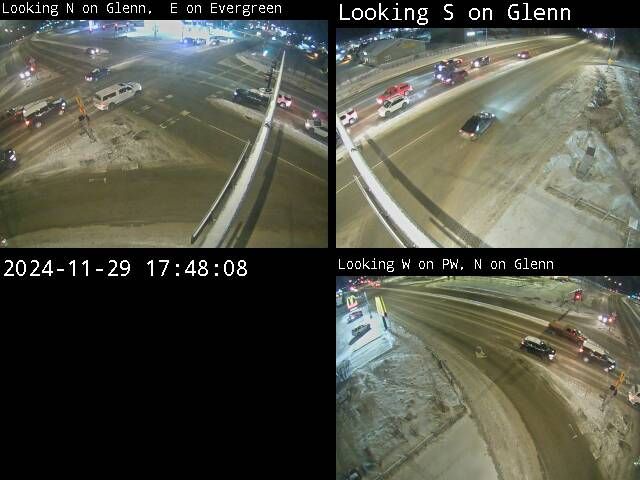 Looking N on Glenn,  E on Evergreen
Looking S on Glenn
2024-11-29 17:48:08
Looking W on PW, N on Glenn